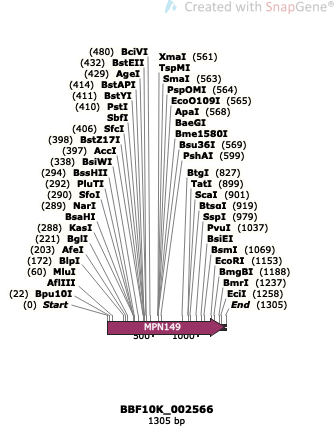 Created with SnapGene®
(480) BciVI
(432) BstEII
(429) AgeI
(414) BstAPI
(411) BstYI
(410) PstI
SbfI
(406) SfcI
(398) BstZ17I
(397) AccI
(338) BsiWI
(294) BssHII
(292) PluTI
(290) SfoI
(289) NarI
BsaHI
(288) KasI
(221) BglI
(203) AfeI
(172) BlpI
(60) MluI
AflIII
(22) Bpu10I
(0) Start
XmaI (561)
TspMI
SmaI (563)
PspOMI (564)
EcoO109I (565)
ApaI (568)
BaeGI
Bme1580I
Bsu36I (569)
PshAI (599)
BtgI (827)
TatI (899)
ScaI (901)
BtsαI (919)
SspI (979)
PvuI (1037)
BsiEI
BsmI (1069)
EcoRI (1153)
BmgBI (1188)
BmrI (1237)
EciI (1258)
End (1305)
MPN149
500
1000
BBF10K_002566
1305 bp